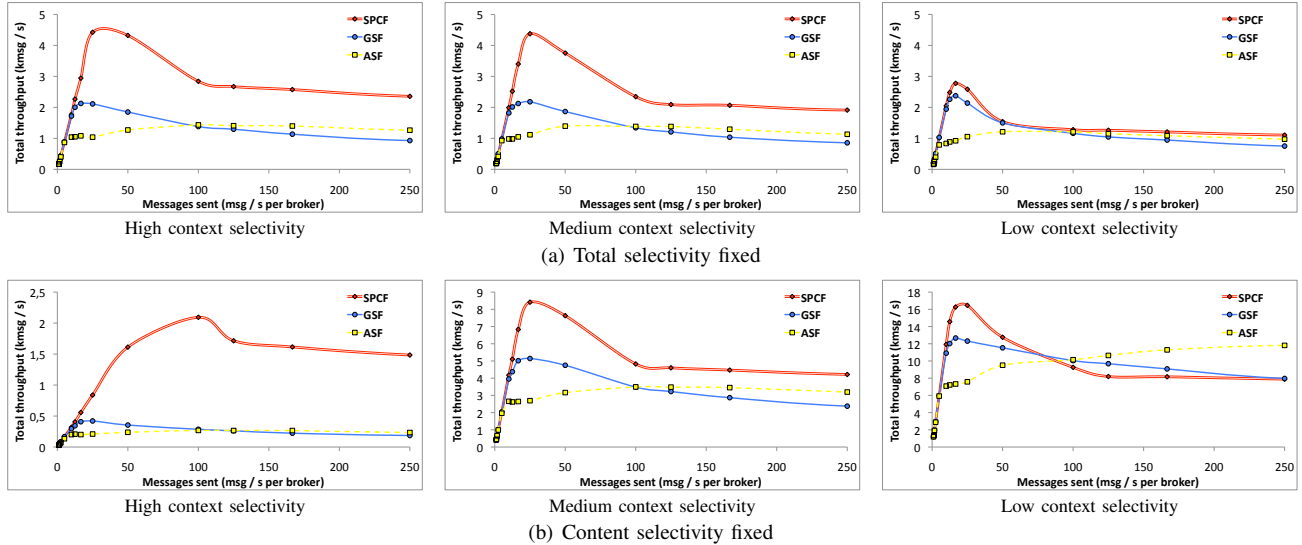 Total throughput (kmsg / s)
5
4
3
2
1
0
0 50 100 150 200 250
Messages sent (msg / s per broker)
SPCF
GSF
ASF
High context selectivity
Total throughput (kmsg / s)
5
4
3
2
1
0
0 50 100 150 200 250
Messages sent (msg / s per broker)
SPCF
GSF
ASF
Medium context selectivity
Total throughput (kmsg / s)
5
4
3
2
1
0
0 50 100 150 200 250
Messages sent (msg / s per broker)
SPCF
GSF
ASF
Low context selectivity
(a) Total selectivity fixed
Total throughput (kmsg / s)
2,5
2
1,5
1
0,5
0
0 50 100 150 200 250
Messages sent (msg / s per broker)
SPCF
GSF
ASF
High context selectivity
Total throughput (kmsg / s)
9
8
7
6
5
4
3
2
1
0
0 50 100 150 200 250
Messages sent (msg / s per broker)
SPCF
GSF
ASF
Medium context selectivity
Total throughput (kmsg / s)
18
16
14
12
10
8
6
4
2
0
0 50 100 150 200 250
Messages sent (msg / s per broker)
SPCF
GSF
ASF
Low context selectivity
(b) Content selectivity fixed